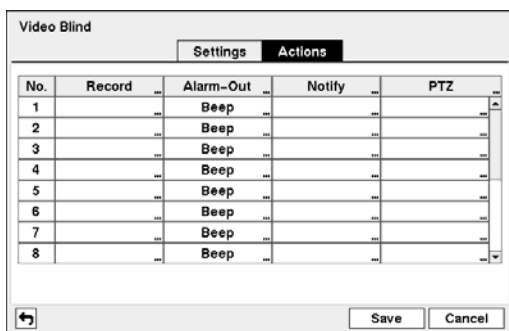 Video Blind
Settings Actions
No. Record ... Alarm-Out ... Notify ... PTZ ...
1 ... Beep ... ... ...
2 ... Beep ... ... ...
3 ... Beep ... ... ...
4 ... Beep ... ... ...
5 ... Beep ... ... ...
6 ... Beep ... ... ...
7 ... Beep ... ... ...
8 ... Beep ... ... ...
Save Cancel